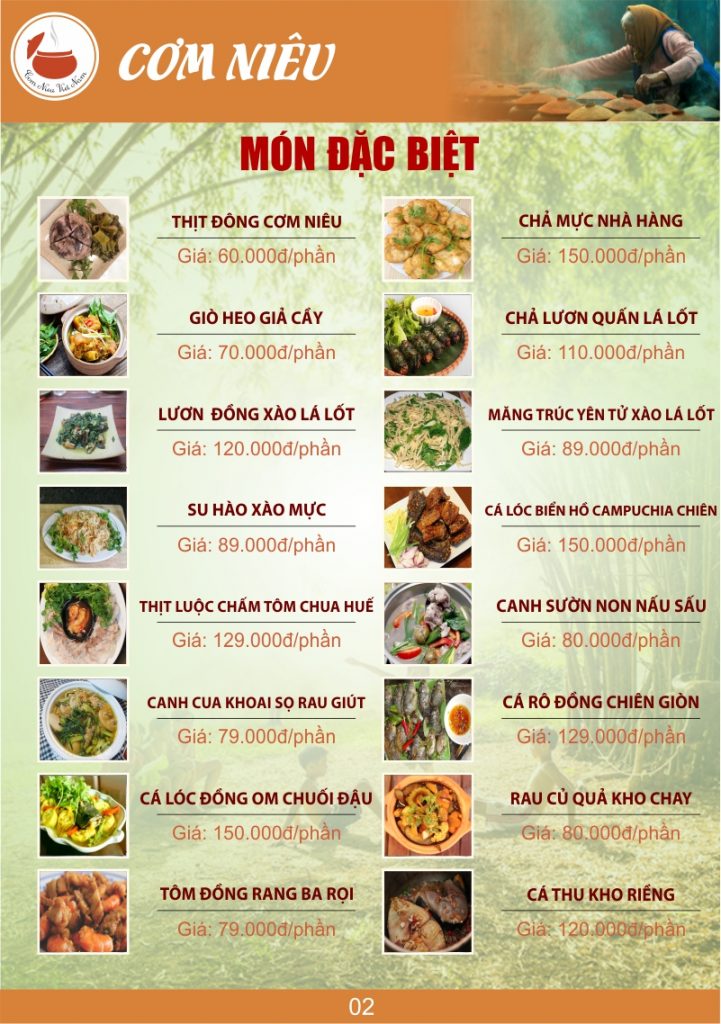 Cơm Niêu Việt Nam
CƠM NIÊU
MÓN ĐẶC BIỆT
THỊT ĐÔNG CƠM NIÊU
Giá: 60.000đ/phần
GIÒ HEO GIẢ CẦY
Giá: 70.000đ/phần
LƯƠN ĐỒNG XÀO LÁ LỐT
Giá: 120.000đ/phần
SU HÀO XÀO MỰC
Giá: 89.000đ/phần
THỊT LUỘC CHẤM TÔM CHUA HUẾ
Giá: 129.000đ/phần
CANH CUA KHOAI SỌ RAU GIÚT
Giá: 79.000đ/phần
CÁ LÓC ĐỒNG OM CHUỐI ĐẬU
Giá: 150.000đ/phần
TÔM ĐỒNG RANG BA RỌI
Giá: 79.000đ/phần
CHẢ MỰC NHÀ HÀNG
Giá: 150.000đ/phần
CHẢ LƯƠN QUẤN LÁ LỐT
Giá: 110.000đ/phần
MĂNG TRÚC YÊN TỬ XÀO LÁ LỐT
Giá: 89.000đ/phần
CÁ LÓC BIỂN HỒ CAMPUCHIA CHIÊN
Giá: 150.000đ/phần
CANH SƯỜN NON NẤU SẤU
Giá: 80.000đ/phần
CÁ RÔ ĐỒNG CHIÊN GIÒN
Giá: 129.000đ/phần
RAU CỦ QUẢ KHO CHAY
Giá: 80.000đ/phần
CÁ THU KHO RIỀNG
Giá: 120.000đ/phần
02